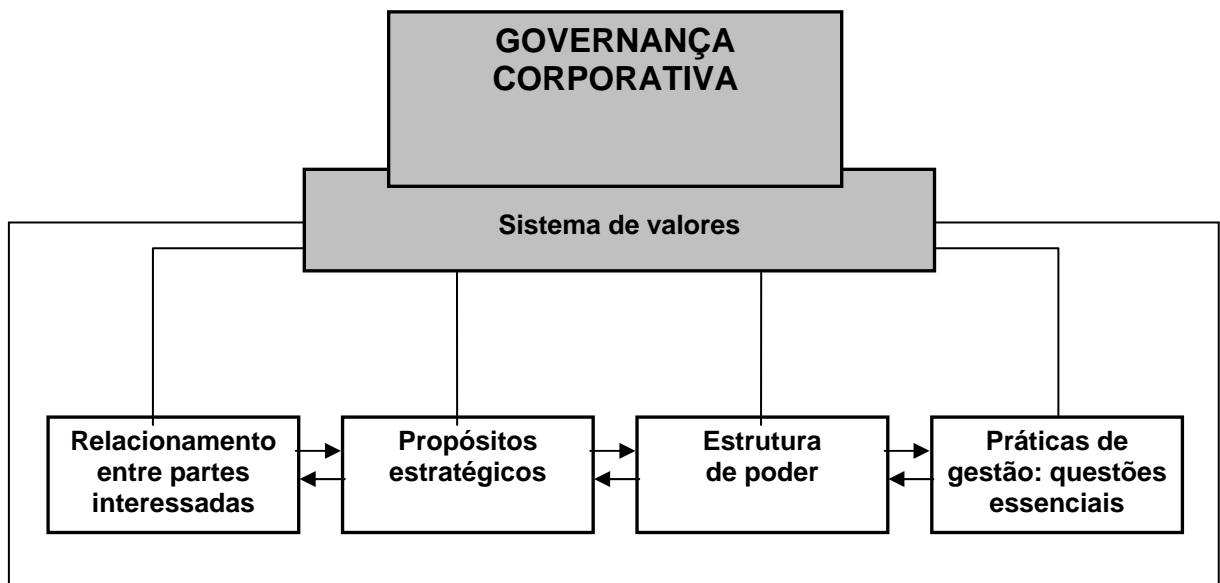 GOVERNANÇA
CORPORATIVA
Sistema de valores
Relacionamento
entre partes
interessadas
Propósitos
estratégicos
Estrutura
de poder
Práticas de
gestão: questões
essenciais